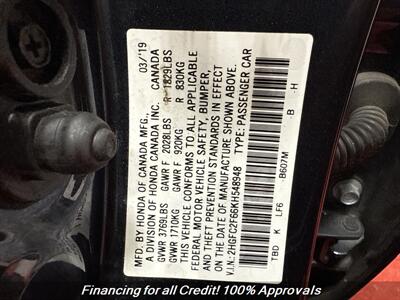 MFD. BY HONDA OF CANADA MFG., 03/19
A DIVISION OF HONDA CANADA INC. CANADA
GVWR 3769LBS GAWR F 2028LBS R 1829LBS
GVWR 1710KG GAWR F 920KG R 830KG
THIS VEHICLE CONFORMS TO ALL APPLICABLE
FEDERAL MOTOR VEHICLE SAFETY, BUMPER,
AND THEFT PREVENTION STANDARDS IN EFFECT
ON THE DATE OF MANUFACTURE SHOWN ABOVE.
V.I.N.: 2HGFC2F66KH548948 TYPE: PASSENGER CAR
TBD K LF6 B607M B H
Financing for all Credit! 100% Approvals